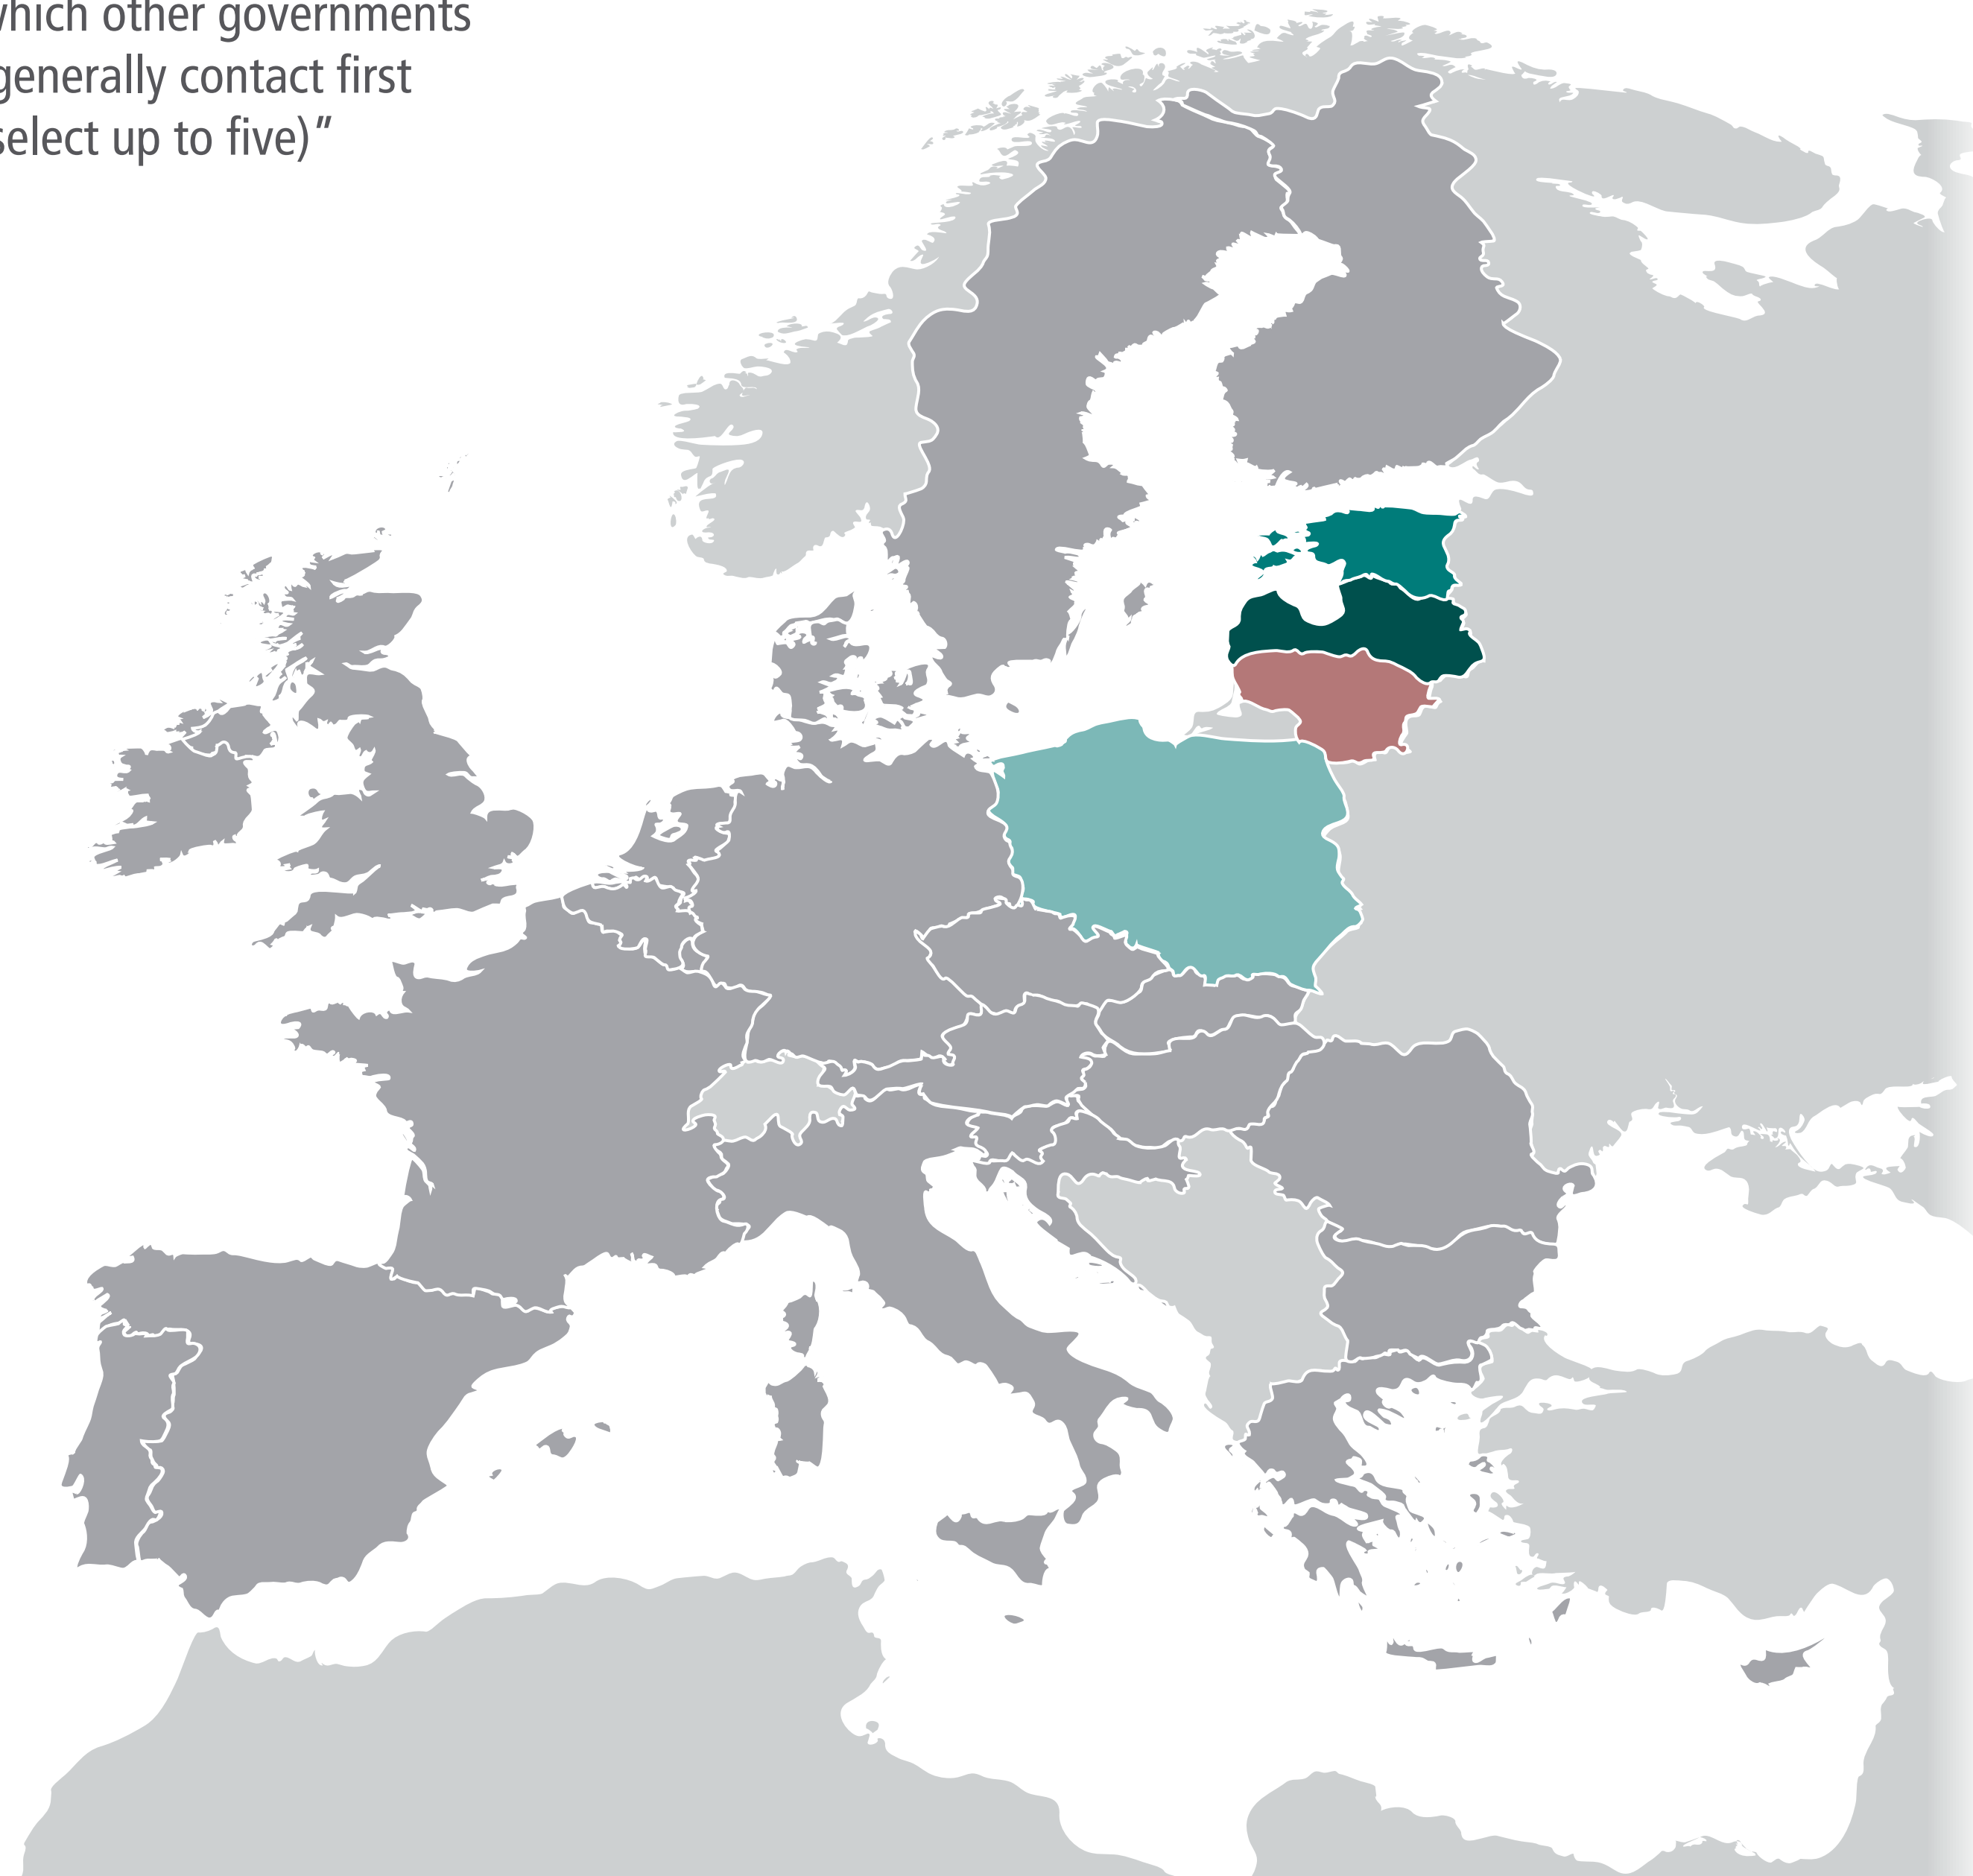 which other governments
generally contact first
select up to five)”